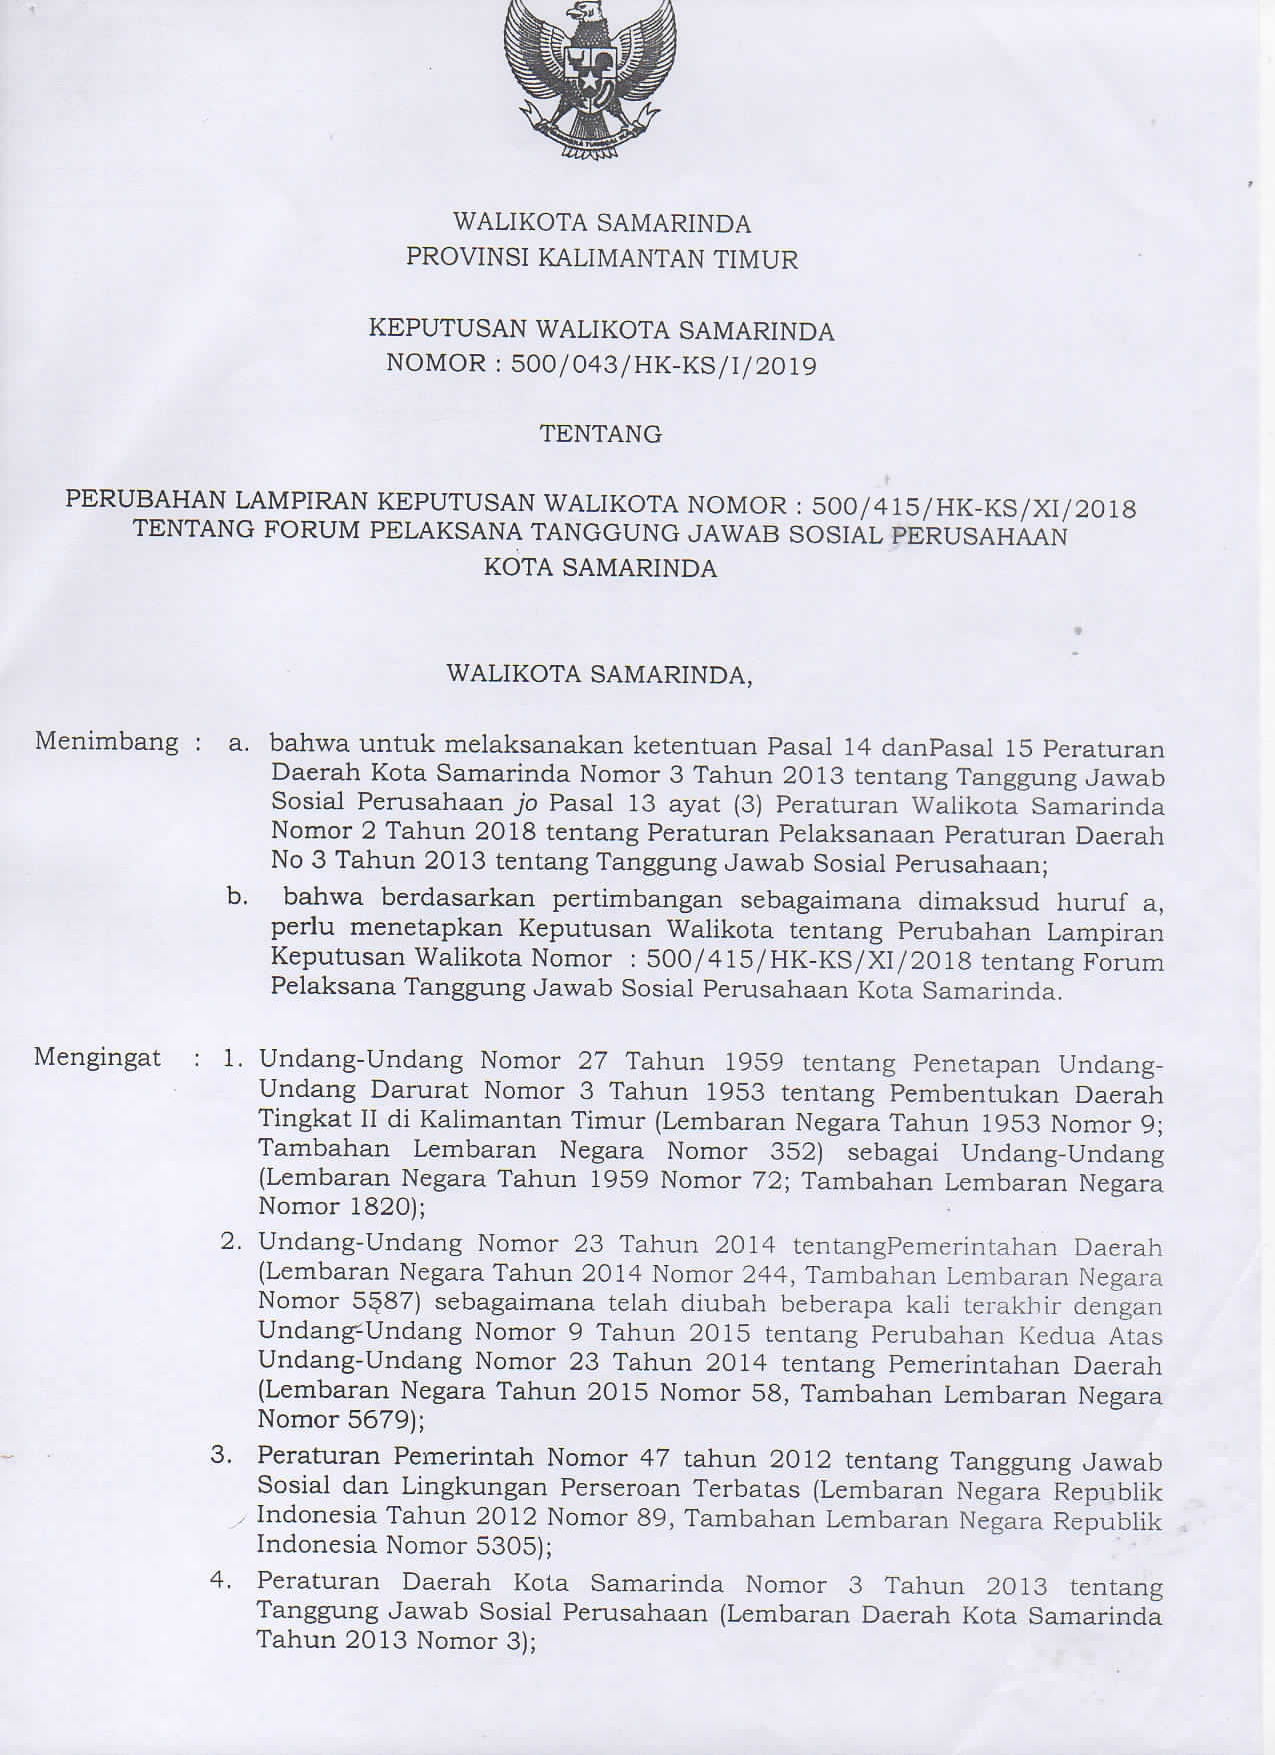 WALIKOTA SAMARINDA
PROVINSI KALIMANTAN TIMUR
KEPUTUSAN WALIKOTA SAMARINDA
NOMOR : 500/043/HK-KS/I/2019
TENTANG
PERUBAHAN LAMPIRAN KEPUTUSAN WALIKOTA NOMOR : 500/415/HK-KS/XI/2018
TENTANG FORUM PELAKSANA TANGGUNG JAWAB SOSIAL PERUSAHAAN
KOTA SAMARINDA
WALIKOTA SAMARINDA,
Menimbang : a. bahwa untuk melaksanakan ketentuan Pasal 14 danPasal 15 Peraturan
Daerah Kota Samarinda Nomor 3 Tahun 2013 tentang Tanggung Jawab
Sosial Perusahaan jo Pasal 13 ayat (3) Peraturan Walikota Samarinda
Nomor 2 Tahun 2018 tentang Peraturan Pelaksanaan Peraturan Daerah
No 3 Tahun 2013 tentang Tanggung Jawab Sosial Perusahaan;
b. bahwa berdasarkan pertimbangan sebagaimana dimaksud huruf a,
perlu menetapkan Keputusan Walikota tentang Perubahan Lampiran
Keputusan Walikota Nomor : 500/415/HK-KS/XI/2018 tentang Forum
Pelaksana Tanggung Jawab Sosial Perusahaan Kota Samarinda.
Mengingat : 1. Undang-Undang Nomor 27 Tahun 1959 tentang Penetapan Undang-
Undang Darurat Nomor 3 Tahun 1953 tentang Pembentukan Daerah
Tingkat II di Kalimantan Timur (Lembaran Negara Tahun 1953 Nomor 9;
Tambahan Lembaran Negara Nomor 352) sebagai Undang-Undang
(Lembaran Negara Tahun 1959 Nomor 72; Tambahan Lembaran Negara
Nomor 1820);
2. Undang-Undang Nomor 23 Tahun 2014 tentangPemerintahan Daerah
(Lembaran Negara Tahun 2014 Nomor 244, Tambahan Lembaran Negara
Nomor 5587) sebagaimana telah diubah beberapa kali terakhir dengan
Undang-Undang Nomor 9 Tahun 2015 tentang Perubahan Kedua Atas
Undang-Undang Nomor 23 Tahun 2014 tentang Pemerintahan Daerah
(Lembaran Negara Tahun 2015 Nomor 58, Tambahan Lembaran Negara
Nomor 5679);
3. Peraturan Pemerintah Nomor 47 tahun 2012 tentang Tanggung Jawab
Sosial dan Lingkungan Perseroan Terbatas (Lembaran Negara Republik
Indonesia Tahun 2012 Nomor 89, Tambahan Lembaran Negara Republik
Indonesia Nomor 5305);
4. Peraturan Daerah Kota Samarinda Nomor 3 Tahun 2013 tentang
Tanggung Jawab Sosial Perusahaan (Lembaran Daerah Kota Samarinda
Tahun 2013 Nomor 3);